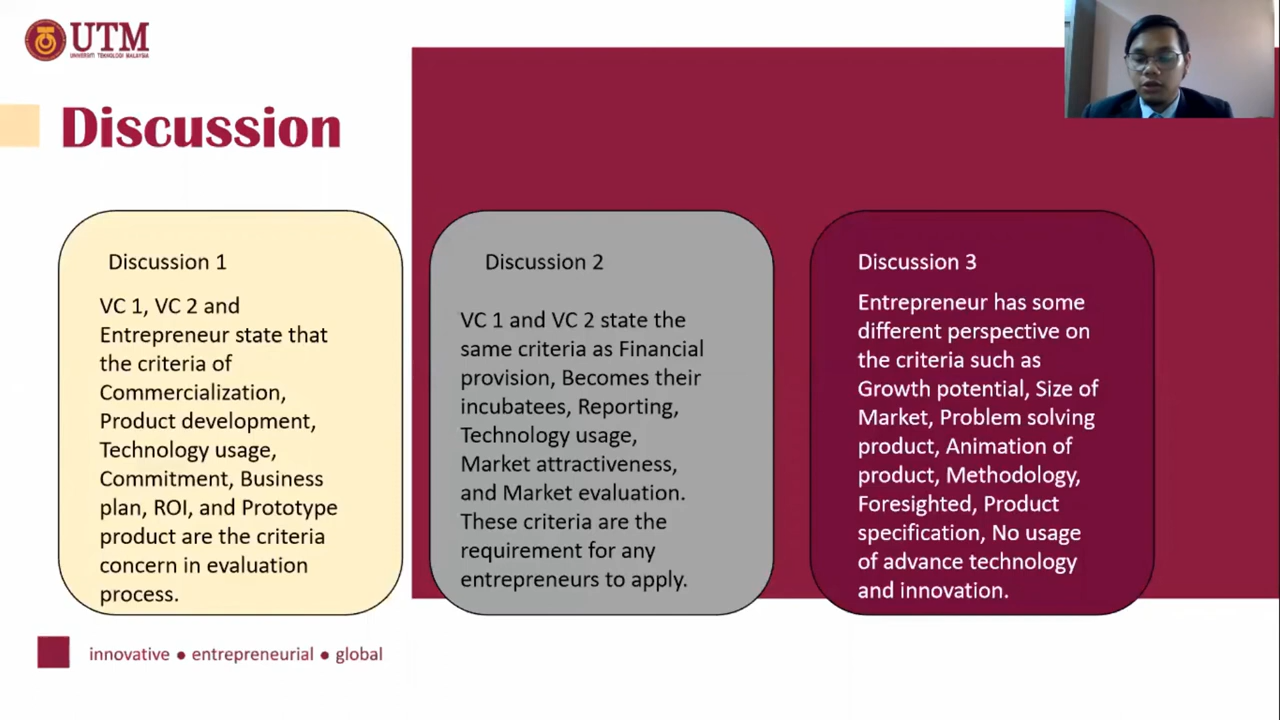 UTM
UNIVERSITI TEKNOLOGI MALAYSIA
Discussion
Discussion 1
VC 1, VC 2 and
Entrepreneur state that
the criteria of
Commercialization,
Product development,
Technology usage,
Commitment, Business
plan, ROI, and Prototype
product are the criteria
concern in evaluation
process.
Discussion 2
VC 1 and VC 2 state the
same criteria as Financial
provision, Becomes their
incubatees, Reporting,
Technology usage,
Market attractiveness,
and Market evaluation.
These criteria are the
requirement for any
entrepreneurs to apply.
Discussion 3
Entrepreneur has some
different perspective on
the criteria such as
Growth potential, Size of
Market, Problem solving
product, Animation of
product, Methodology,
Foresighted, Product
specification, No usage
of advance technology
and innovation.
innovative ● entrepreneurial ● global